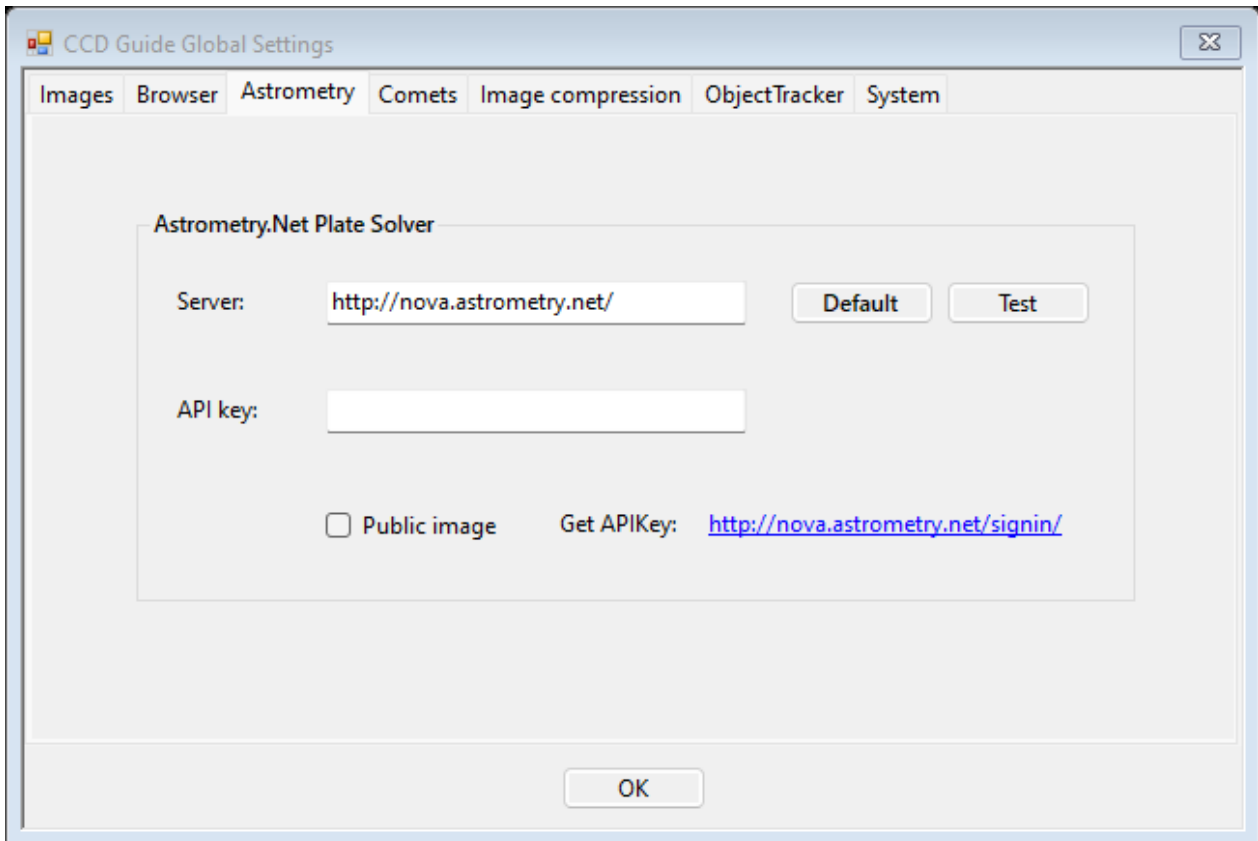 CCD Guide Global Settings
Images Browser Astrometry Comets Image compression ObjectTracker System
Astrometry.Net Plate Solver
Server: http://nova.astrometry.net/ Default Test
API key:
Public image Get APIKey: http://nova.astrometry.net/signin/
OK